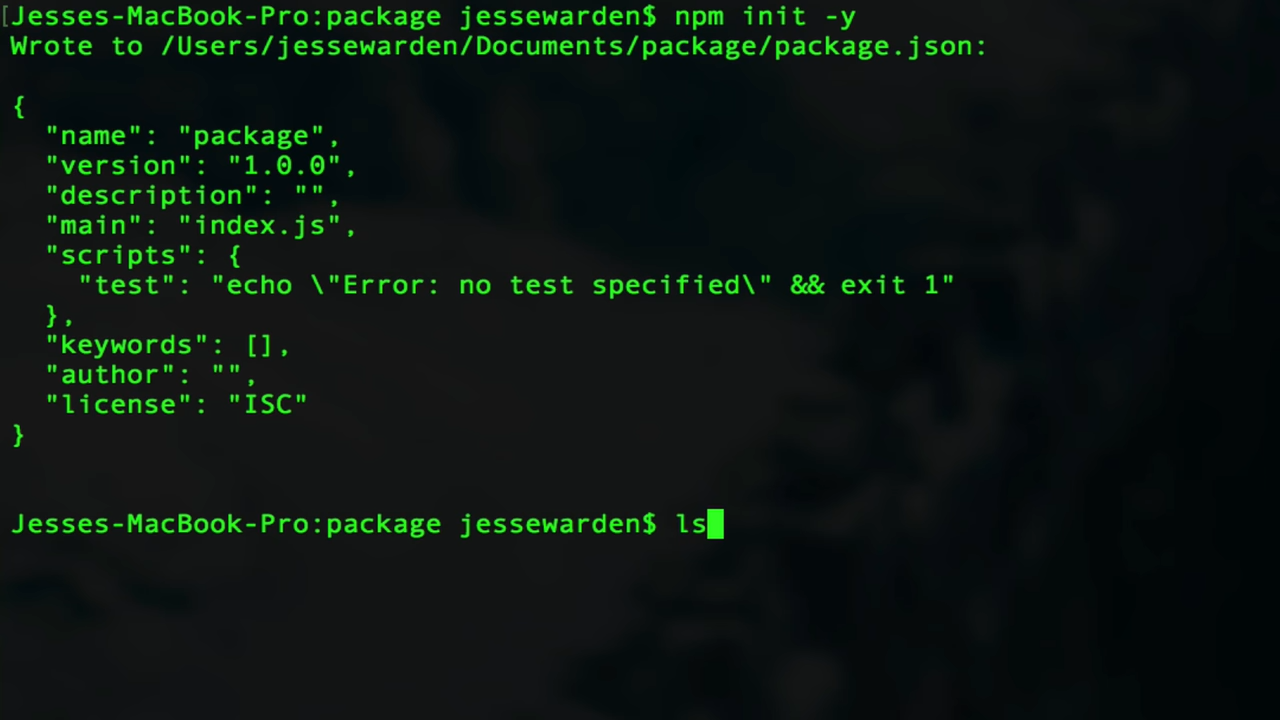 [Jesses-MacBook-Pro:package jessewarden$ npm init -y
Wrote to /Users/jessewarden/Documents/package/package.json:
{
  "name": "package",
  "version": "1.0.0",
  "description": "",
  "main": "index.js",
  "scripts": {
    "test": "echo \"Error: no test specified\" && exit 1"
  },
  "keywords": [],
  "author": "",
  "license": "ISC"
}
Jesses-MacBook-Pro:package jessewarden$ ls